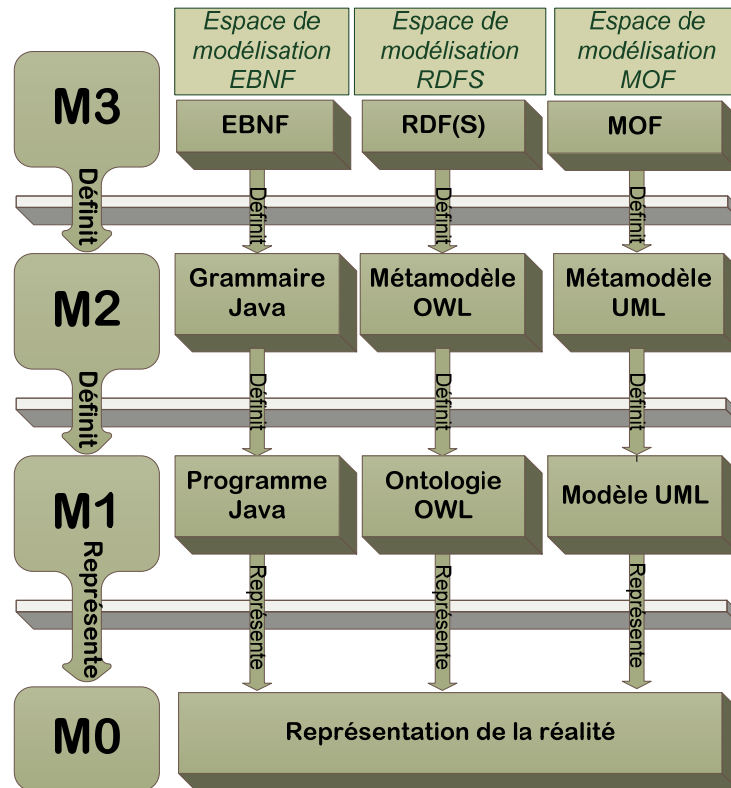 Espace de
modélisation
EBNF
Espace de
modélisation
RDFS
Espace de
modélisation
MOF
M3
EBNF
RDF(S)
MOF
Définit
Définit
Définit
Définit
M2
Grammaire
Java
Métamodèle
OWL
Métamodèle
UML
Définit
Définit
Définit
Définit
M1
Programme
Java
Ontologie
OWL
Modèle UML
Représente
Représente
Représente
Représente
M0
Représentation de la réalité